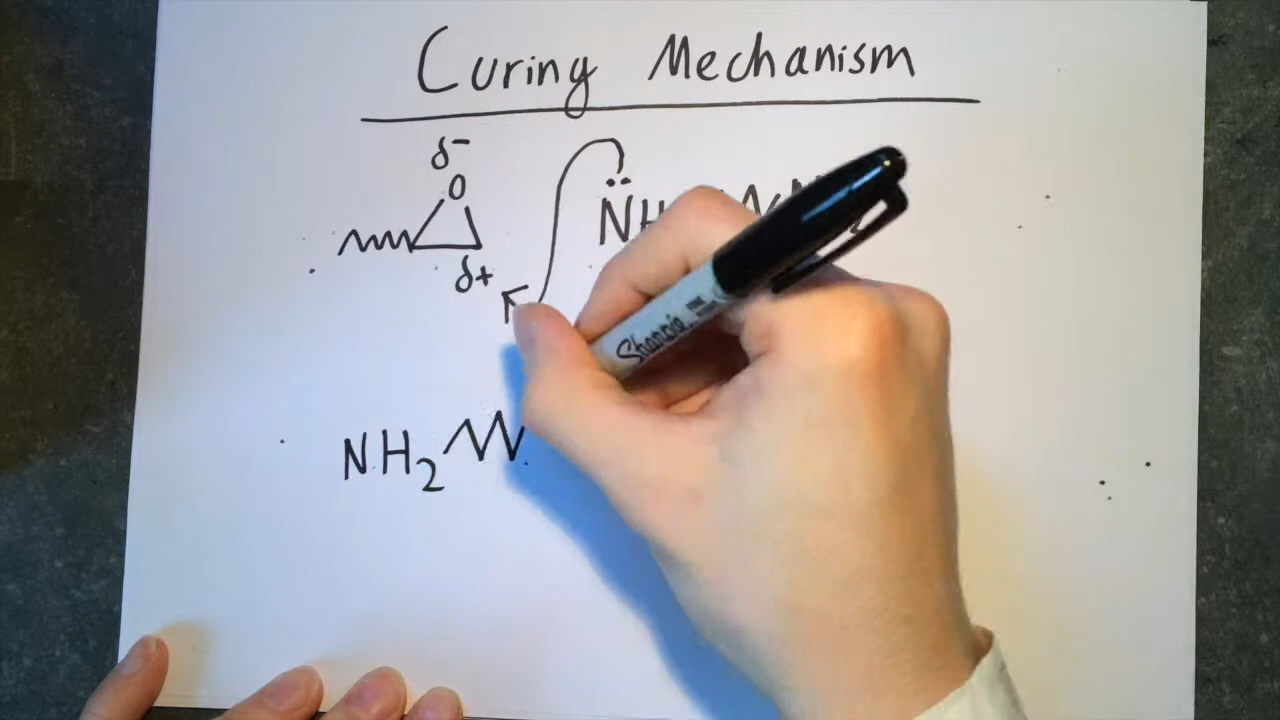 Curing Mechanism
δ-
O
N̈H
δ+
Sharpie
NH2